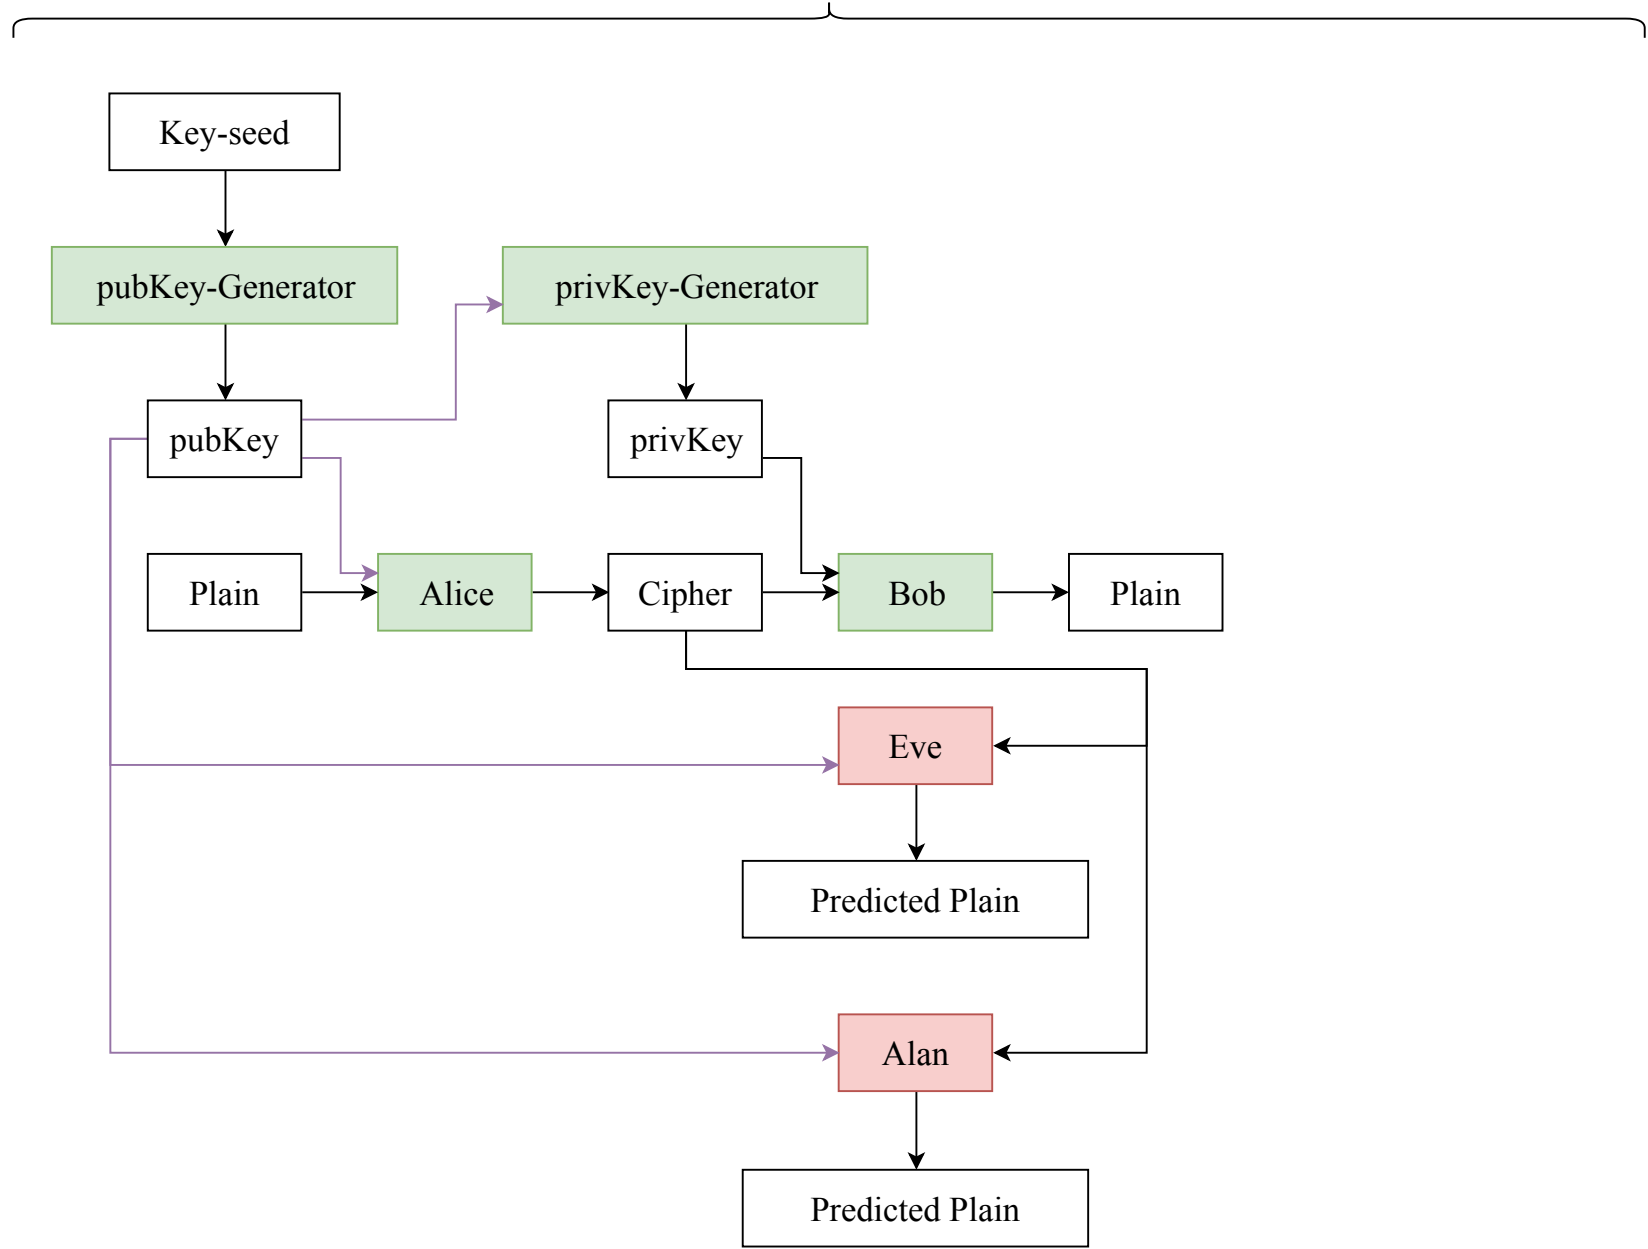 Key-seed
pubKey-Generator
privKey-Generator
pubKey
privKey
Plain
Alice
Cipher
Bob
Plain
Eve
Predicted Plain
Alan
Predicted Plain